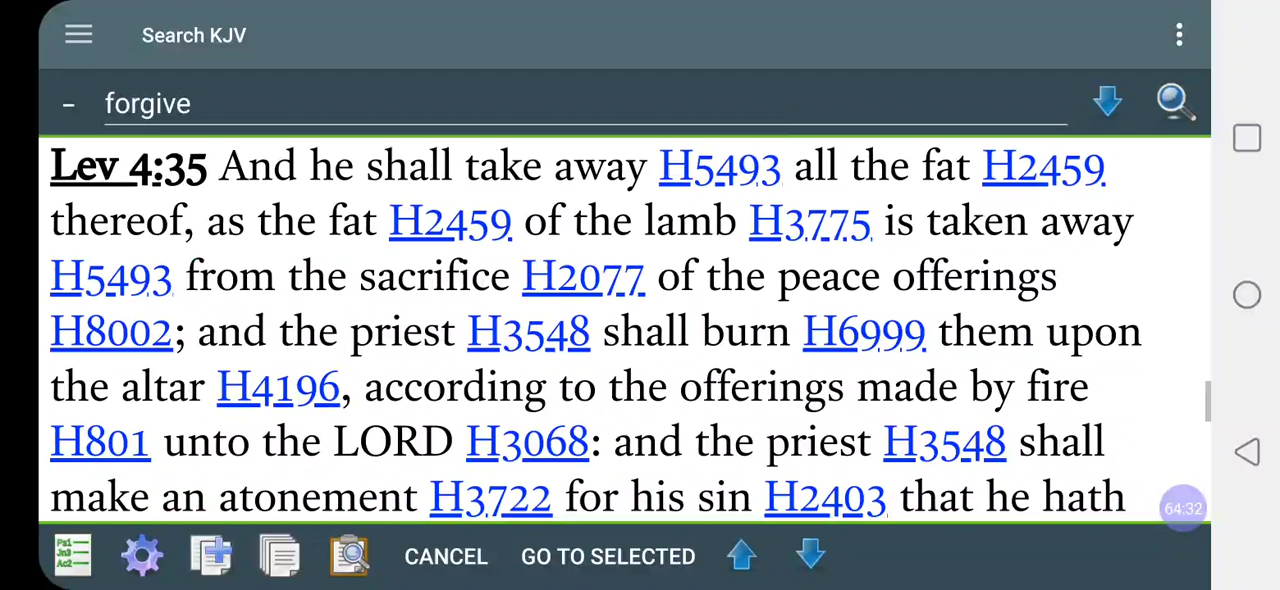 Search KJV
– forgive
Lev 4:35 And he shall take away H5493 all the fat H2459
thereof, as the fat H2459 of the lamb H3775 is taken away
H5493 from the sacrifice H2077 of the peace offerings
H8002; and the priest H3548 shall burn H6999 them upon
the altar H4196, according to the offerings made by fire
H801 unto the LORD H3068: and the priest H3548 shall
make an atonement H3722 for his sin H2403 that he hath
64:32
Ps1
Jn3
Ac2
CANCEL GO TO SELECTED